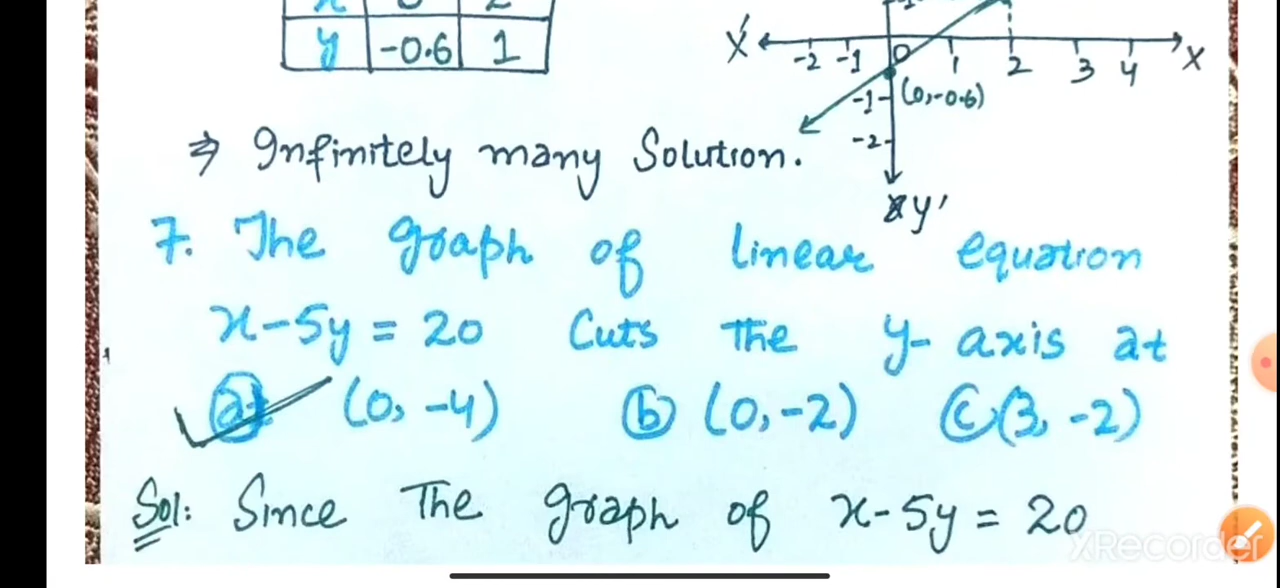 y -0.6 1
X' -2 -1 0 1 2 3 4 X
-1 (0,-0.6)
-2
y'
⇒ Infinitely many Solution.
7. The graph of linear equation
x-5y = 20 Cuts the y-axis at
(a) (0, -4) (b) (0, -2) (c) (3, -2)
Sol: Since The graph of x-5y = 20
XRecorder